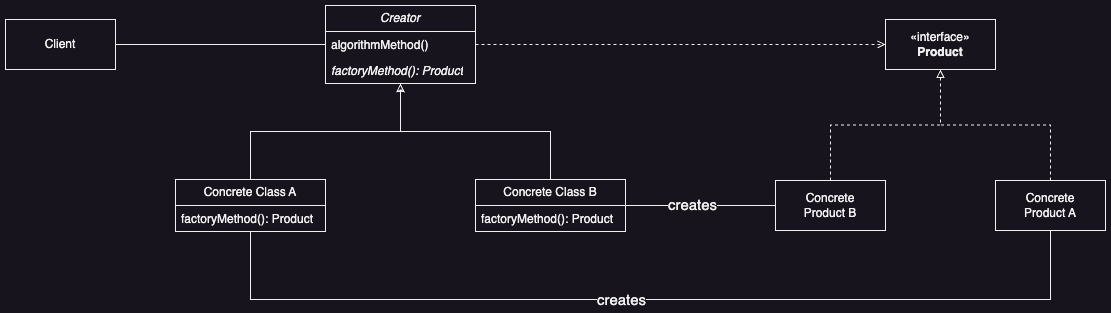 Client
Creator
algorithmMethod()
factoryMethod(): Product
«interface»
Product
Concrete Class A
factoryMethod(): Product
Concrete Class B
factoryMethod(): Product
creates
Concrete
Product B
Concrete
Product A
creates